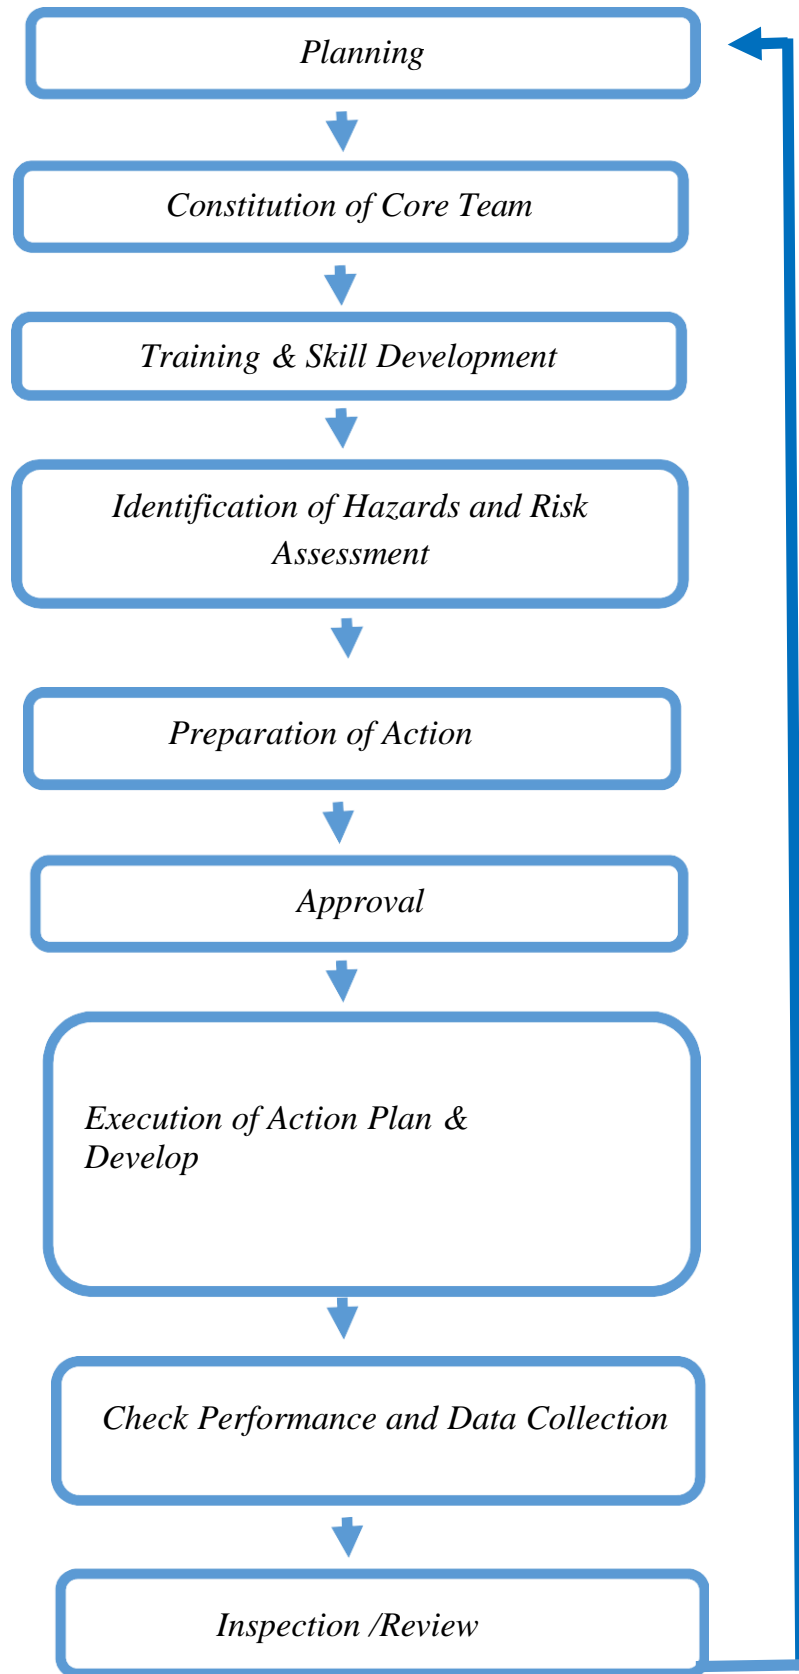 Planning
Constitution of Core Team
Training & Skill Development
Identification of Hazards and Risk
Assessment
Preparation of Action
Approval
Execution of Action Plan &
Develop
Check Performance and Data Collection
Inspection /Review